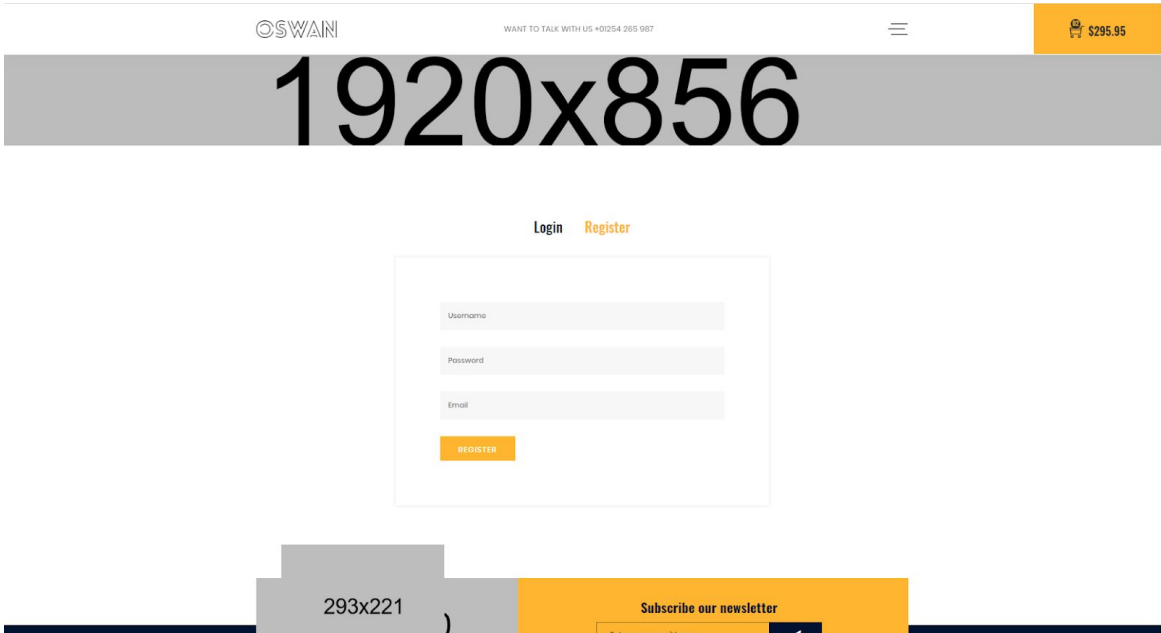 OSWAN
WANT TO TALK WITH US +01254 265 987
02
$295.95
1920x856
Login Register
Username
Password
Email
REGISTER
293x221
Subscribe our newsletter